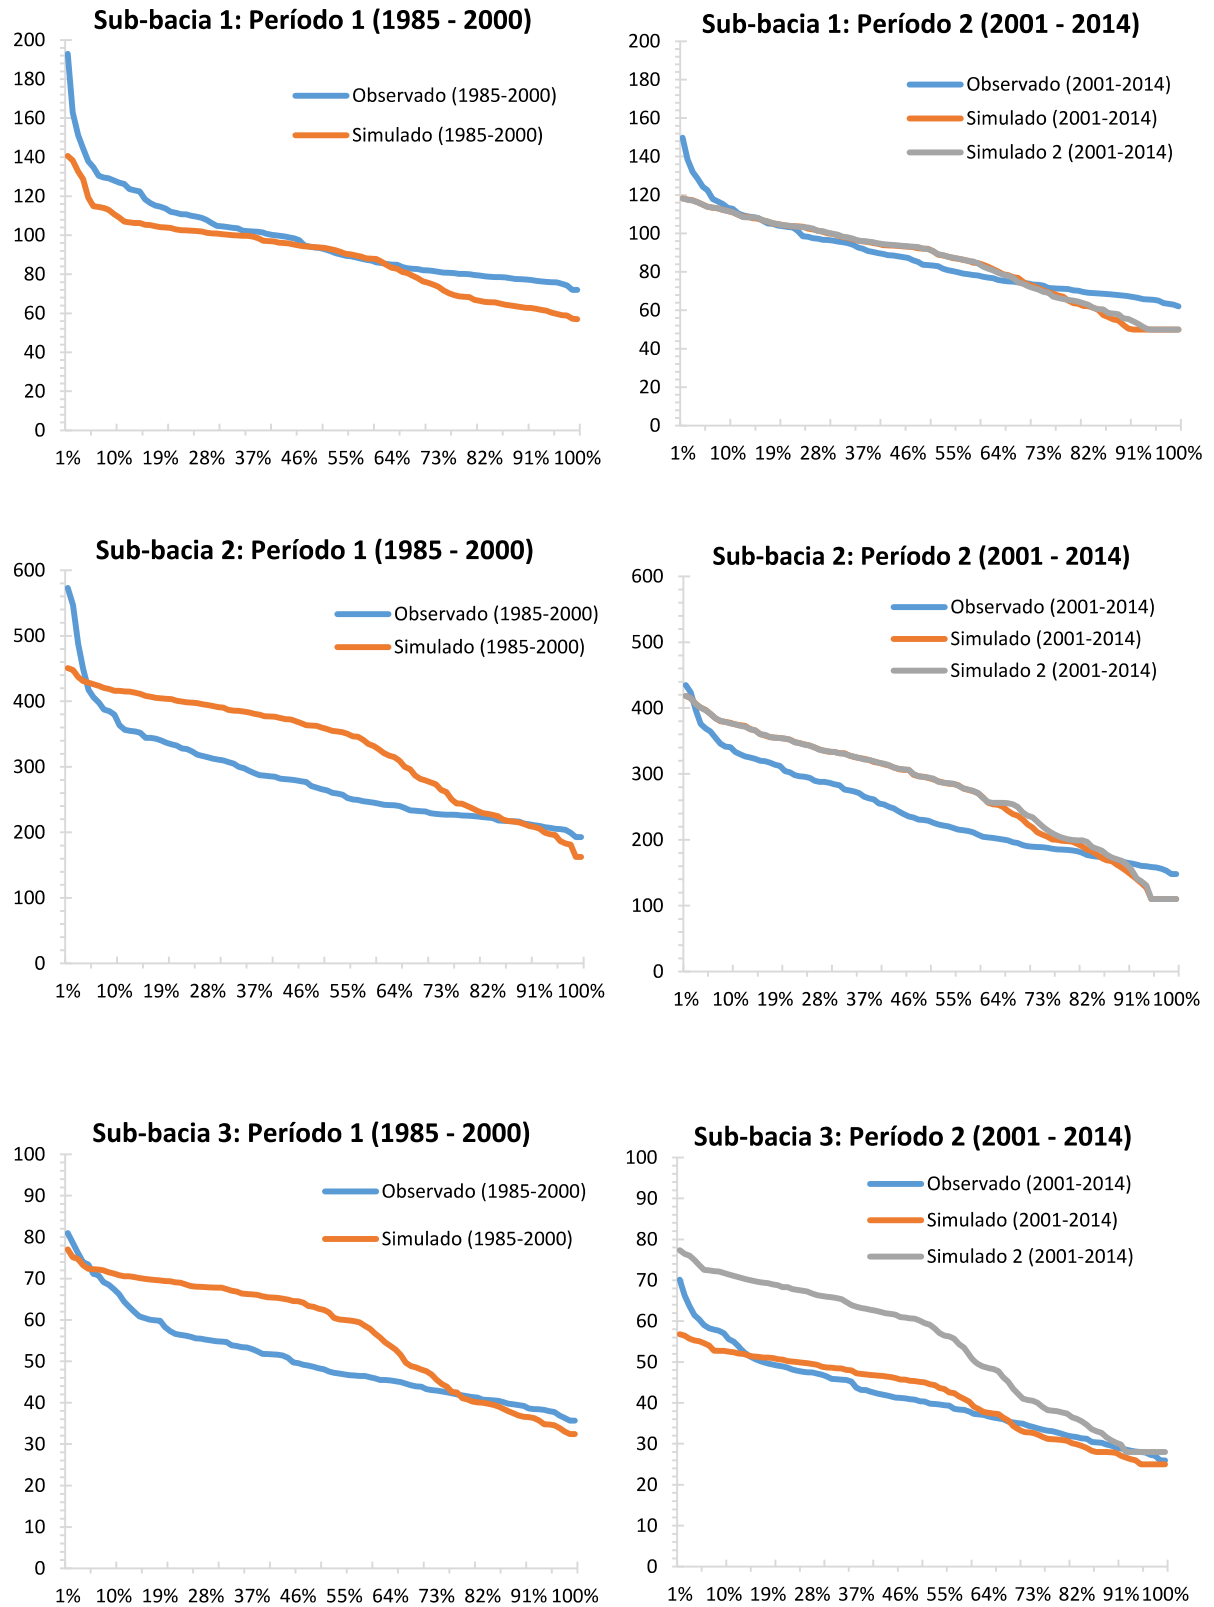 Sub-bacia 1: Período 1 (1985 - 2000)
200
180
160
140
120
100
80
60
40
20
0
Observado (1985-2000)
Simulado (1985-2000)
1% 10% 19% 28% 37% 46% 55% 64% 73% 82% 91% 100%
Sub-bacia 1: Período 2 (2001 - 2014)
200
180
160
140
120
100
80
60
40
20
0
Observado (2001-2014)
Simulado (2001-2014)
Simulado 2 (2001-2014)
1% 10% 19% 28% 37% 46% 55% 64% 73% 82% 91% 100%
Sub-bacia 2: Período 1 (1985 - 2000)
600
500
400
300
200
100
0
Observado (1985-2000)
Simulado (1985-2000)
1% 10% 19% 28% 37% 46% 55% 64% 73% 82% 91% 100%
Sub-bacia 2: Período 2 (2001 - 2014)
600
500
400
300
200
100
0
Observado (2001-2014)
Simulado (2001-2014)
Simulado 2 (2001-2014)
1% 10% 19% 28% 37% 46% 55% 64% 73% 82% 91% 100%
Sub-bacia 3: Período 1 (1985 - 2000)
100
90
80
70
60
50
40
30
20
10
0
Observado (1985-2000)
Simulado (1985-2000)
1% 10% 19% 28% 37% 46% 55% 64% 73% 82% 91% 100%
Sub-bacia 3: Período 2 (2001 - 2014)
100
90
80
70
60
50
40
30
20
10
0
Observado (2001-2014)
Simulado (2001-2014)
Simulado 2 (2001-2014)
1% 10% 19% 28% 37% 46% 55% 64% 73% 82% 91% 100%